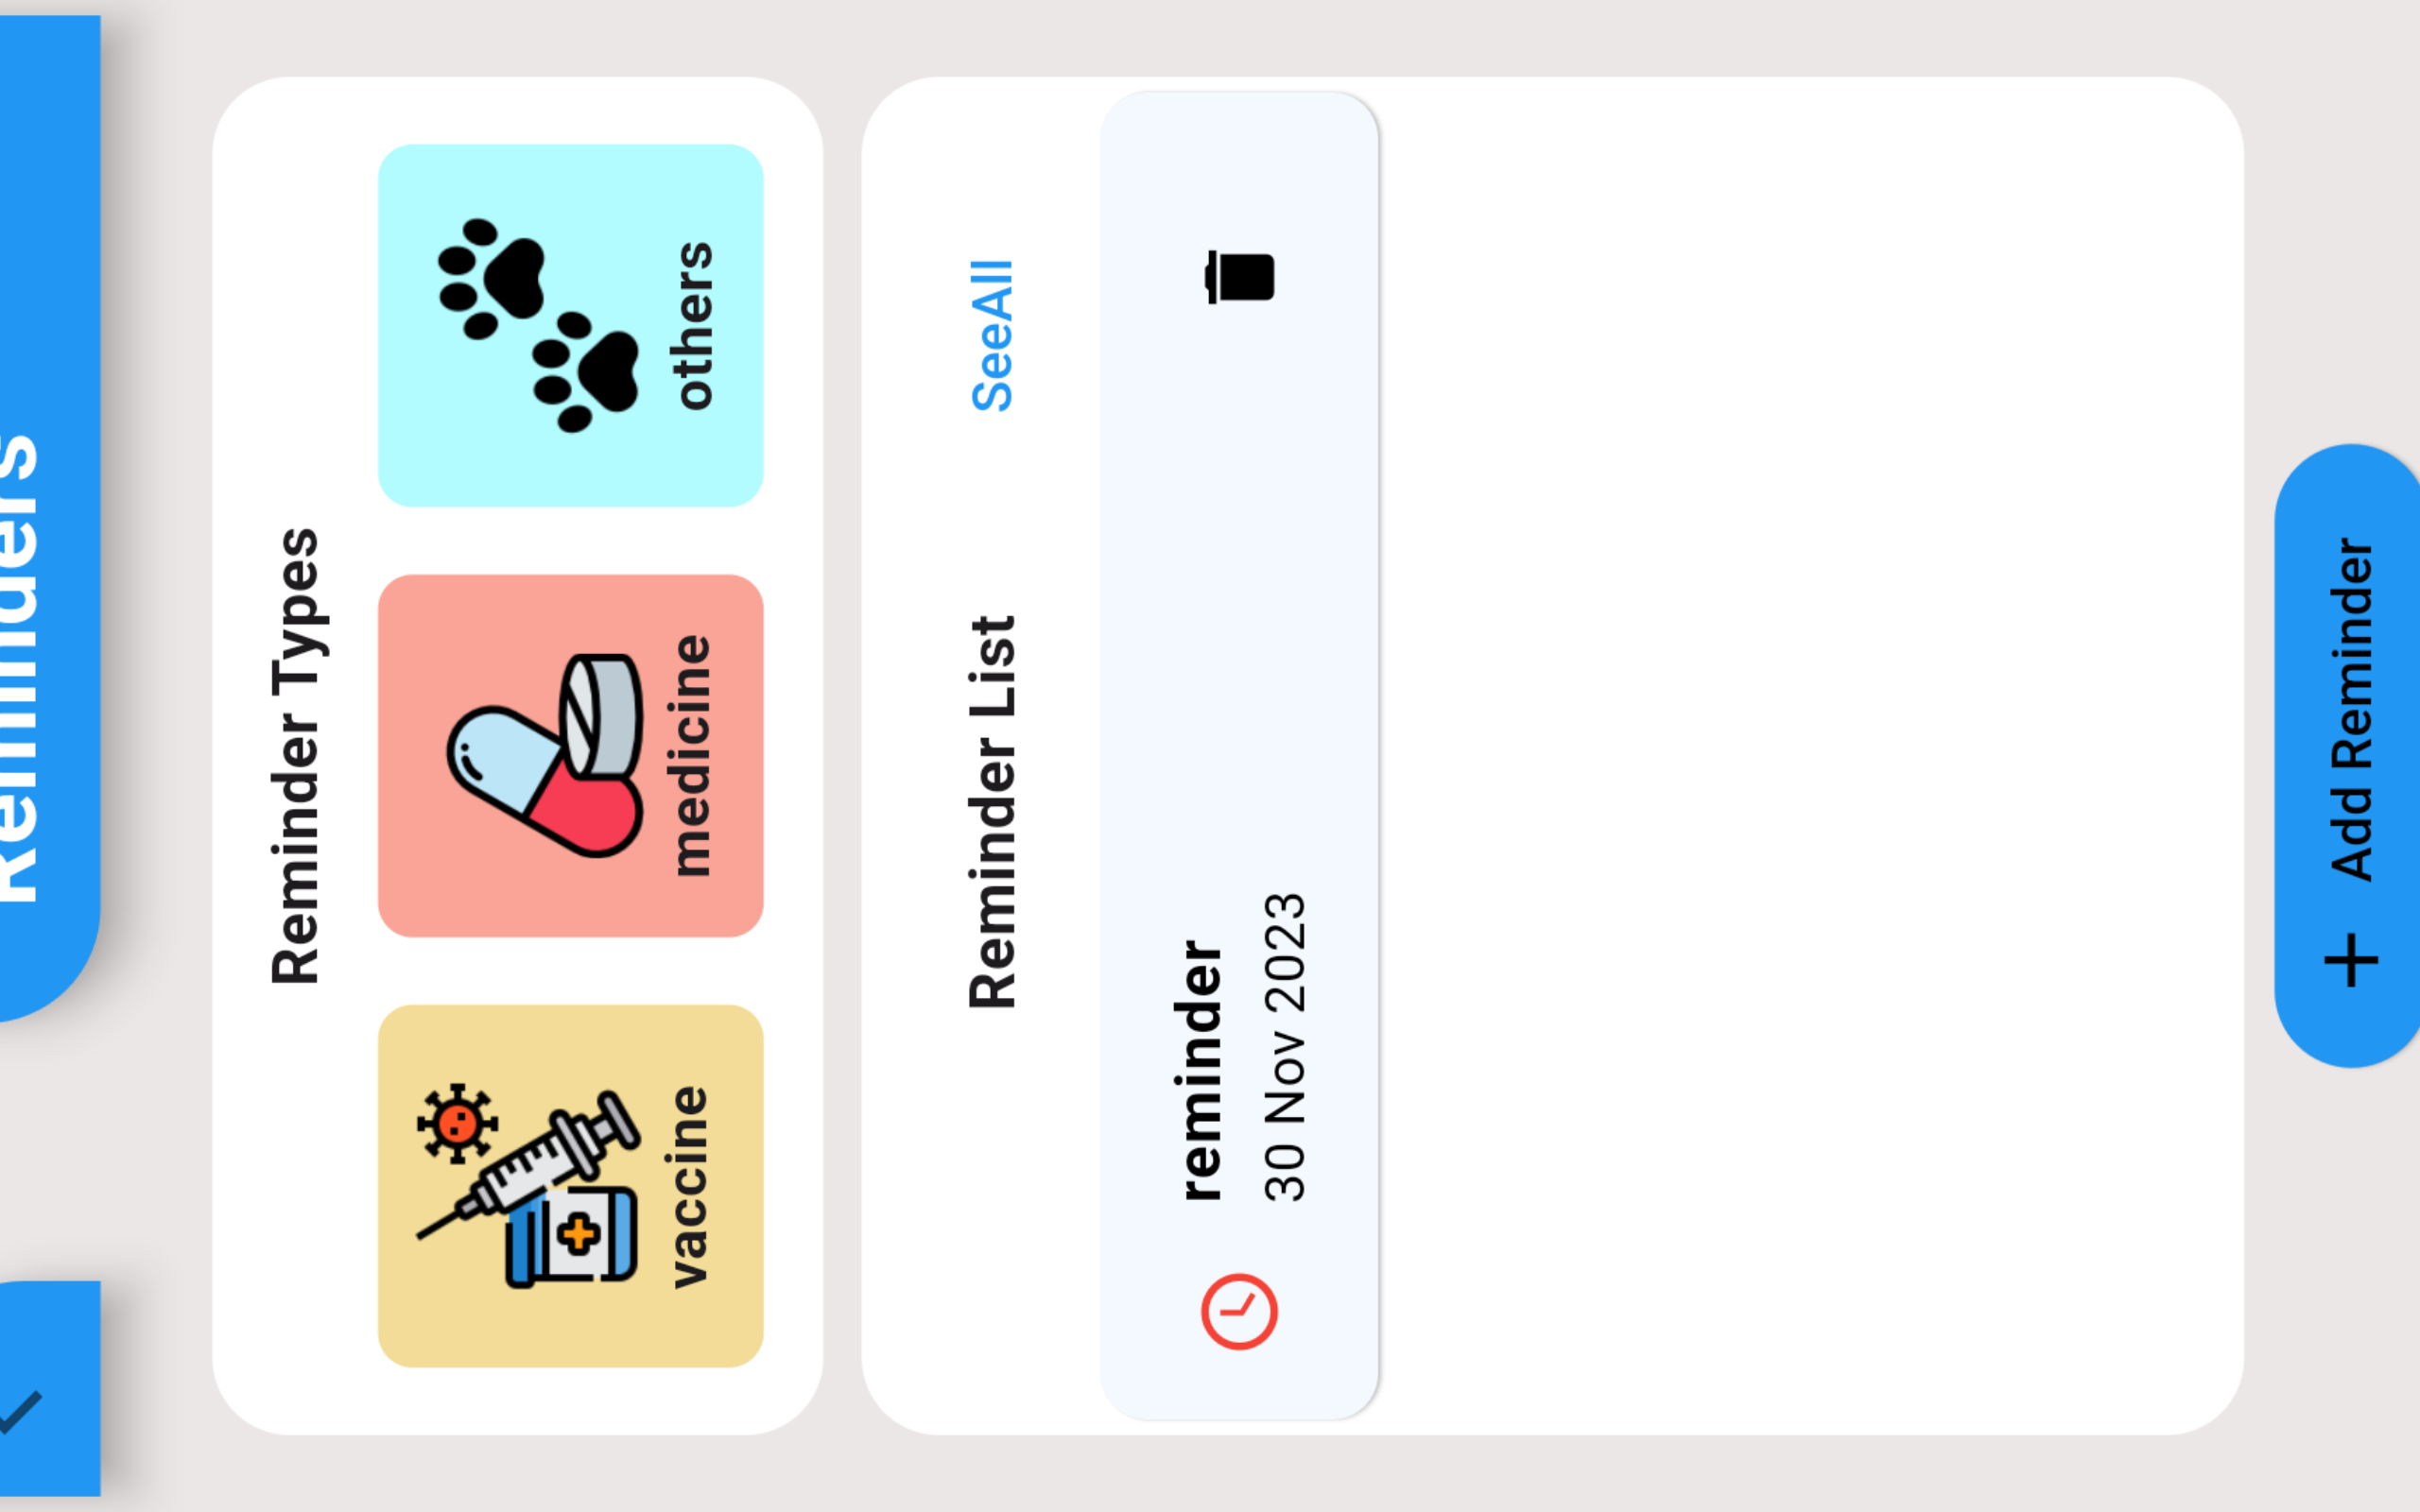 Reminders
Reminder Types
vaccine
medicine
others
Reminder List
SeeAll
reminder
30 Nov 2023
Add Reminder